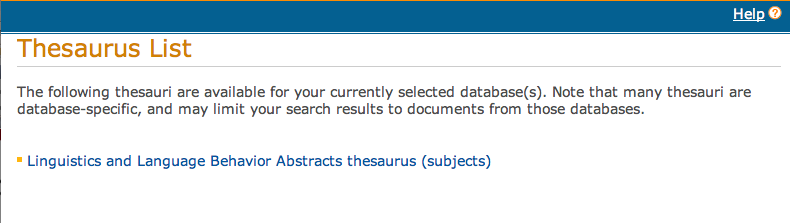 Help
Thesaurus List
The following thesauri are available for your currently selected database(s). Note that many thesauri are
database-specific, and may limit your search results to documents from those databases.
Linguistics and Language Behavior Abstracts thesaurus (subjects)